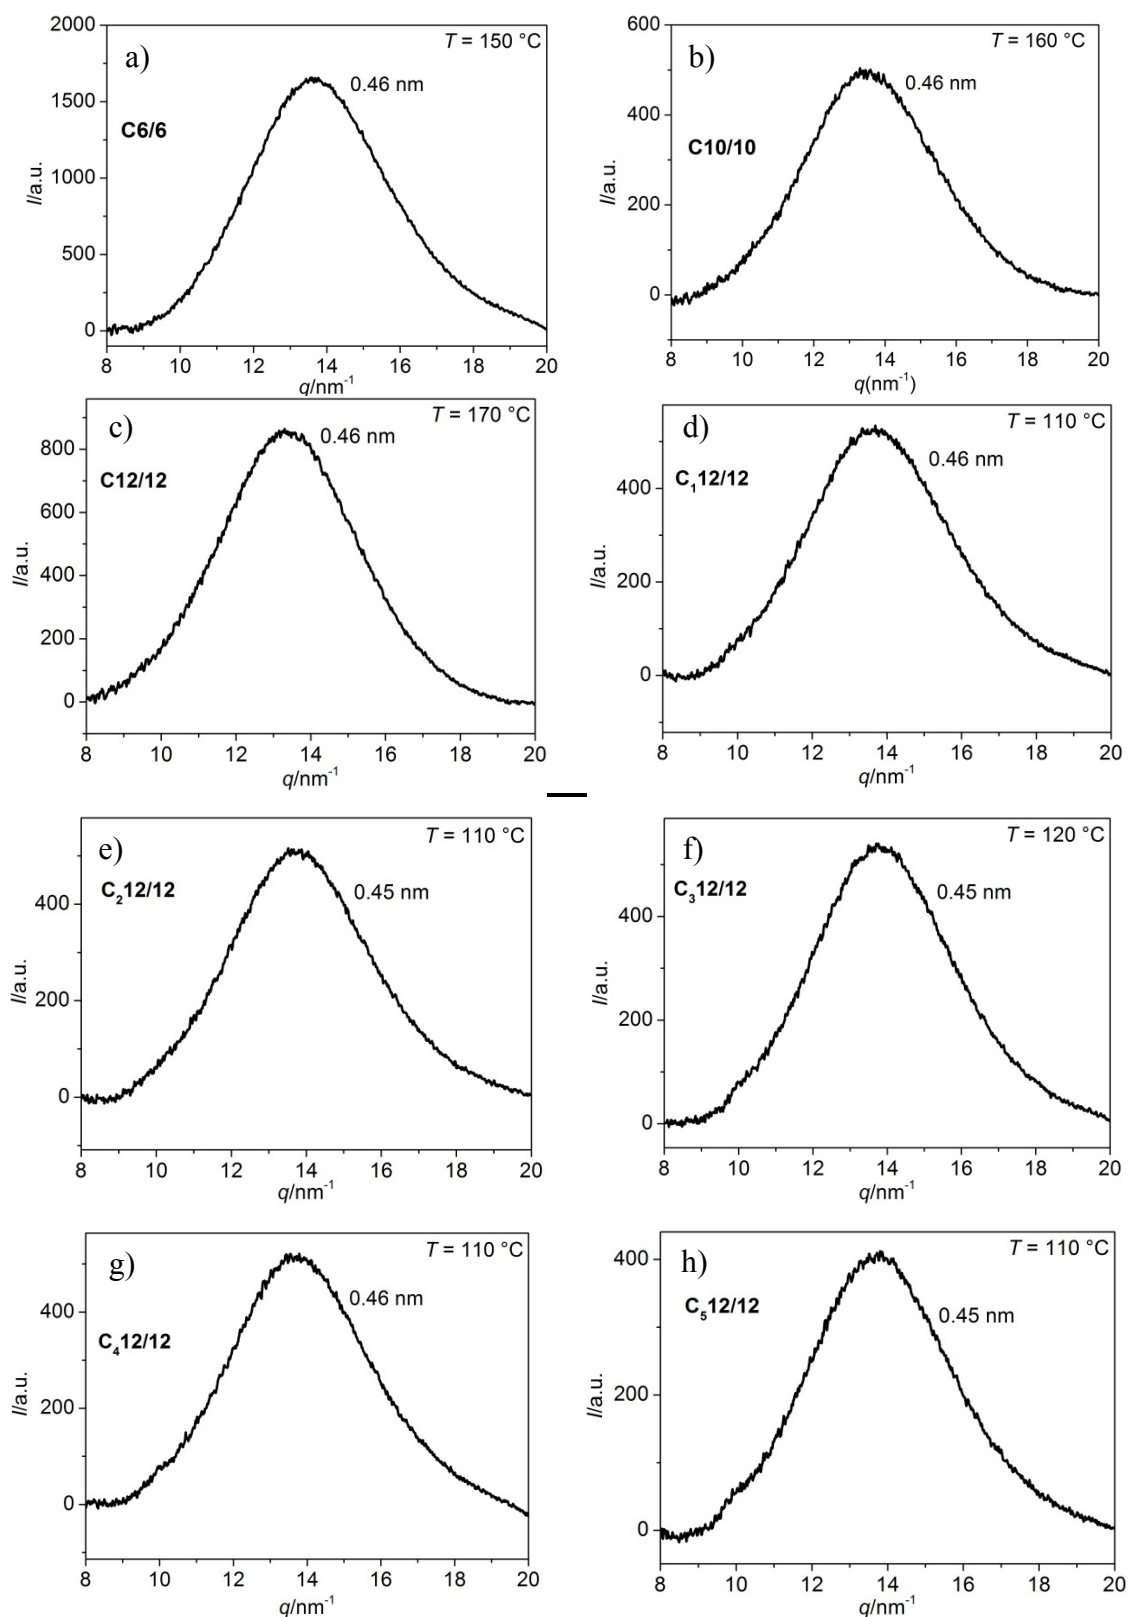 a)
T = 150 °C
0.46 nm
C6/6
I/a.u.
2000
1500
1000
500
0
8 10 12 14 16 18 20
q/nm⁻¹
b)
T = 160 °C
0.46 nm
C10/10
I/a.u.
600
400
200
0
8 10 12 14 16 18 20
q(nm⁻¹)
c)
T = 170 °C
0.46 nm
C12/12
I/a.u.
800
600
400
200
0
8 10 12 14 16 18 20
q/nm⁻¹
d)
T = 110 °C
0.46 nm
C₁12/12
I/a.u.
400
200
0
8 10 12 14 16 18 20
q/nm⁻¹
e)
T = 110 °C
0.45 nm
C₂12/12
I/a.u.
400
200
0
8 10 12 14 16 18 20
q/nm⁻¹
f)
T = 120 °C
0.45 nm
C₃12/12
I/a.u.
400
200
0
8 10 12 14 16 18 20
q/nm⁻¹
g)
T = 110 °C
0.46 nm
C₄12/12
I/a.u.
400
200
0
8 10 12 14 16 18 20
q/nm⁻¹
h)
T = 110 °C
0.45 nm
C₅12/12
I/a.u.
400
200
0
8 10 12 14 16 18 20
q/nm⁻¹